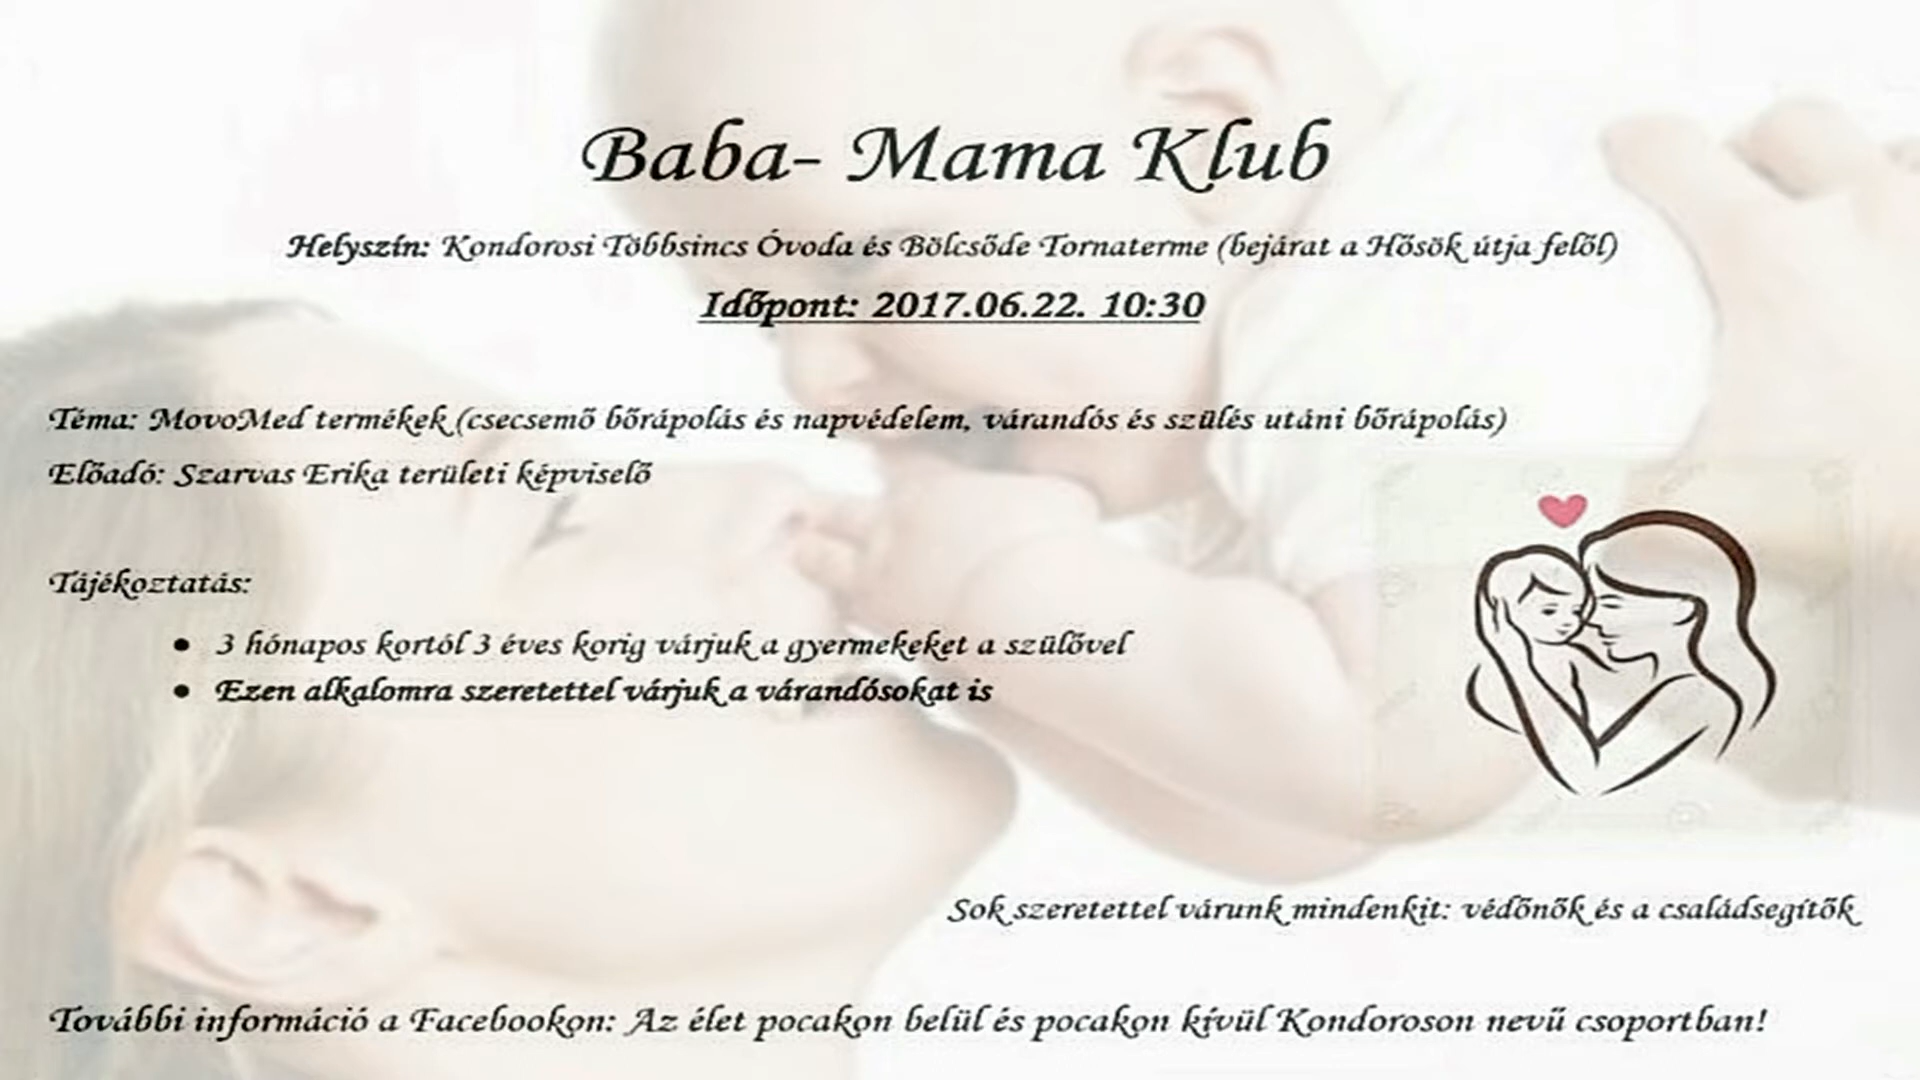 Baba- Mama Klub
Helyszín: Kondorosi Többsincs Óvoda és Bölcsőde Tornaterme (bejárat a Hősök útja felől)
Időpont: 2017.06.22. 10:30
Téma: MovoMed termékek (csecsemő bőrápolás és napvédelem, várandós és szülés utáni bőrápolás)
Előadó: Szarvas Erika területi képviselő
Tájékoztatás:
• 3 hónapos kortól 3 éves korig várjuk a gyermekeket a szülővel
• Ezen alkalomra szeretettel várjuk a várandósokat is
Sok szeretettel várunk mindenkit: védőnők és a családsegítők
További információ a Facebookon: Az élet pocakon belül és pocakon kívül Kondoroson nevű csoportban!